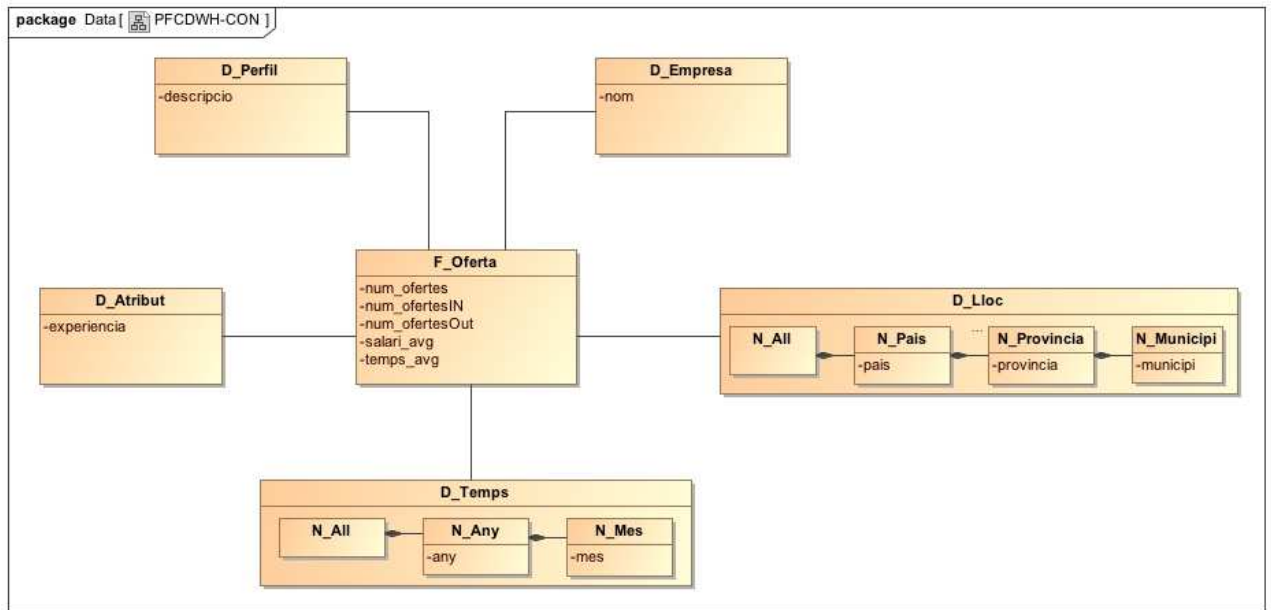 package Data [ PFCDWH-CON ]
D_Perfil
-descripcio
D_Empresa
-nom
F_Oferta
-num_ofertes
-num_ofertesIN
-num_ofertesOut
-salari_avg
-temps_avg
D_Atribut
-experiencia
D_Lloc
N_All
N_Pais
-pais
...
N_Provincia
-provincia
N_Municipi
-municipi
D_Temps
N_All
N_Any
-any
N_Mes
-mes